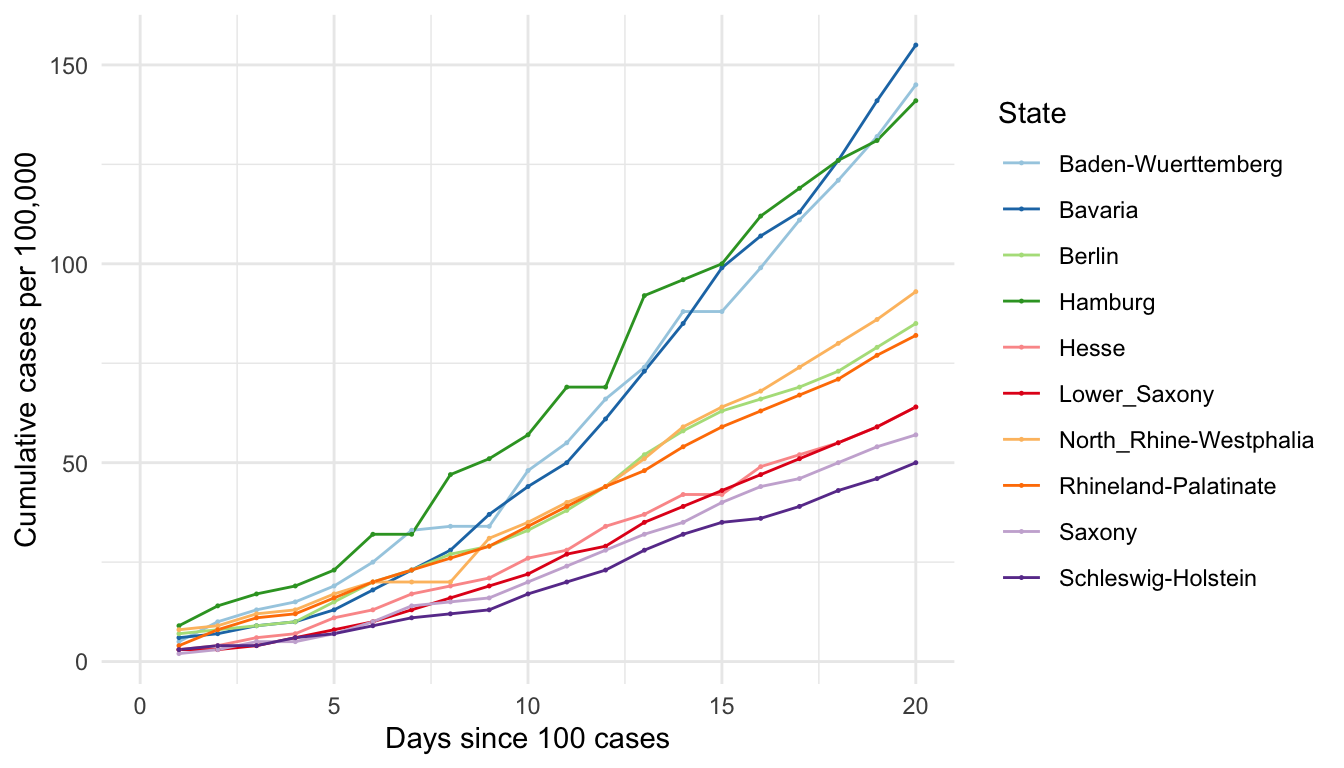 150
100
50
0
Cumulative cases per 100,000
0 5 10 15 20
Days since 100 cases
State
Baden-Wuerttemberg
Bavaria
Berlin
Hamburg
Hesse
Lower_Saxony
North_Rhine-Westphalia
Rhineland-Palatinate
Saxony
Schleswig-Holstein